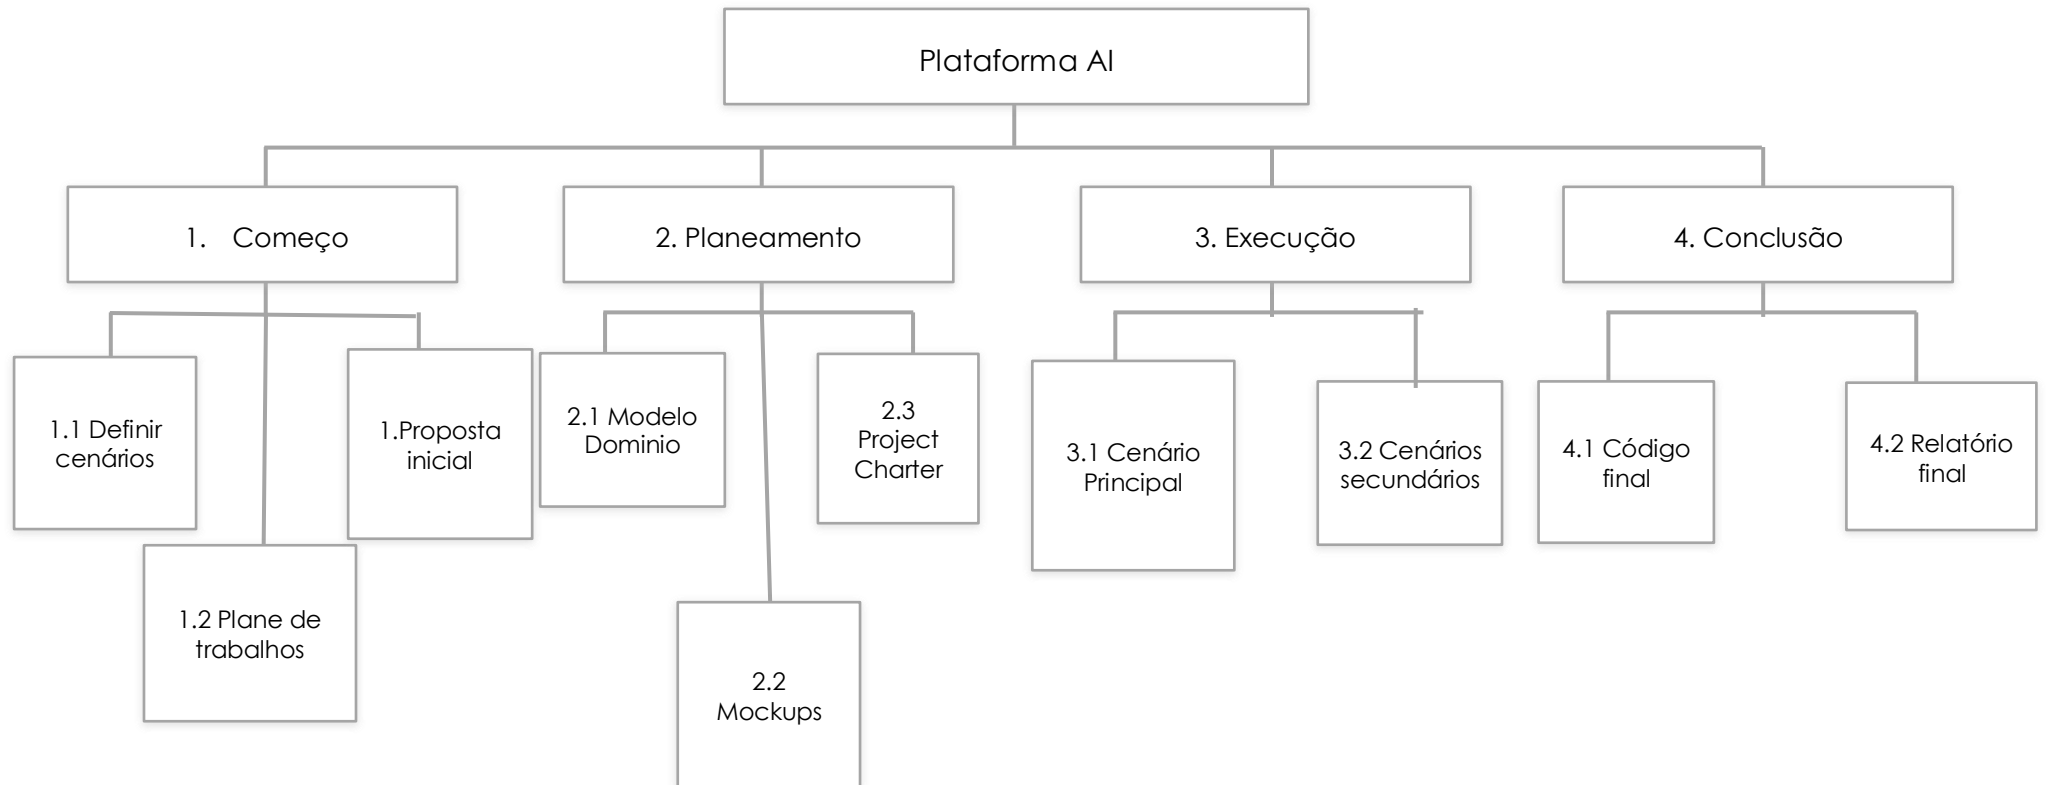 Plataforma AI
1. Começo
2. Planeamento
3. Execução
4. Conclusão
1.1 Definir
cenários
1.2 Plane de
trabalhos
1.Proposta
inicial
2.1 Modelo
Dominio
2.2
Mockups
2.3
Project
Charter
3.1 Cenário
Principal
3.2 Cenários
secundários
4.1 Código
final
4.2 Relatório
final